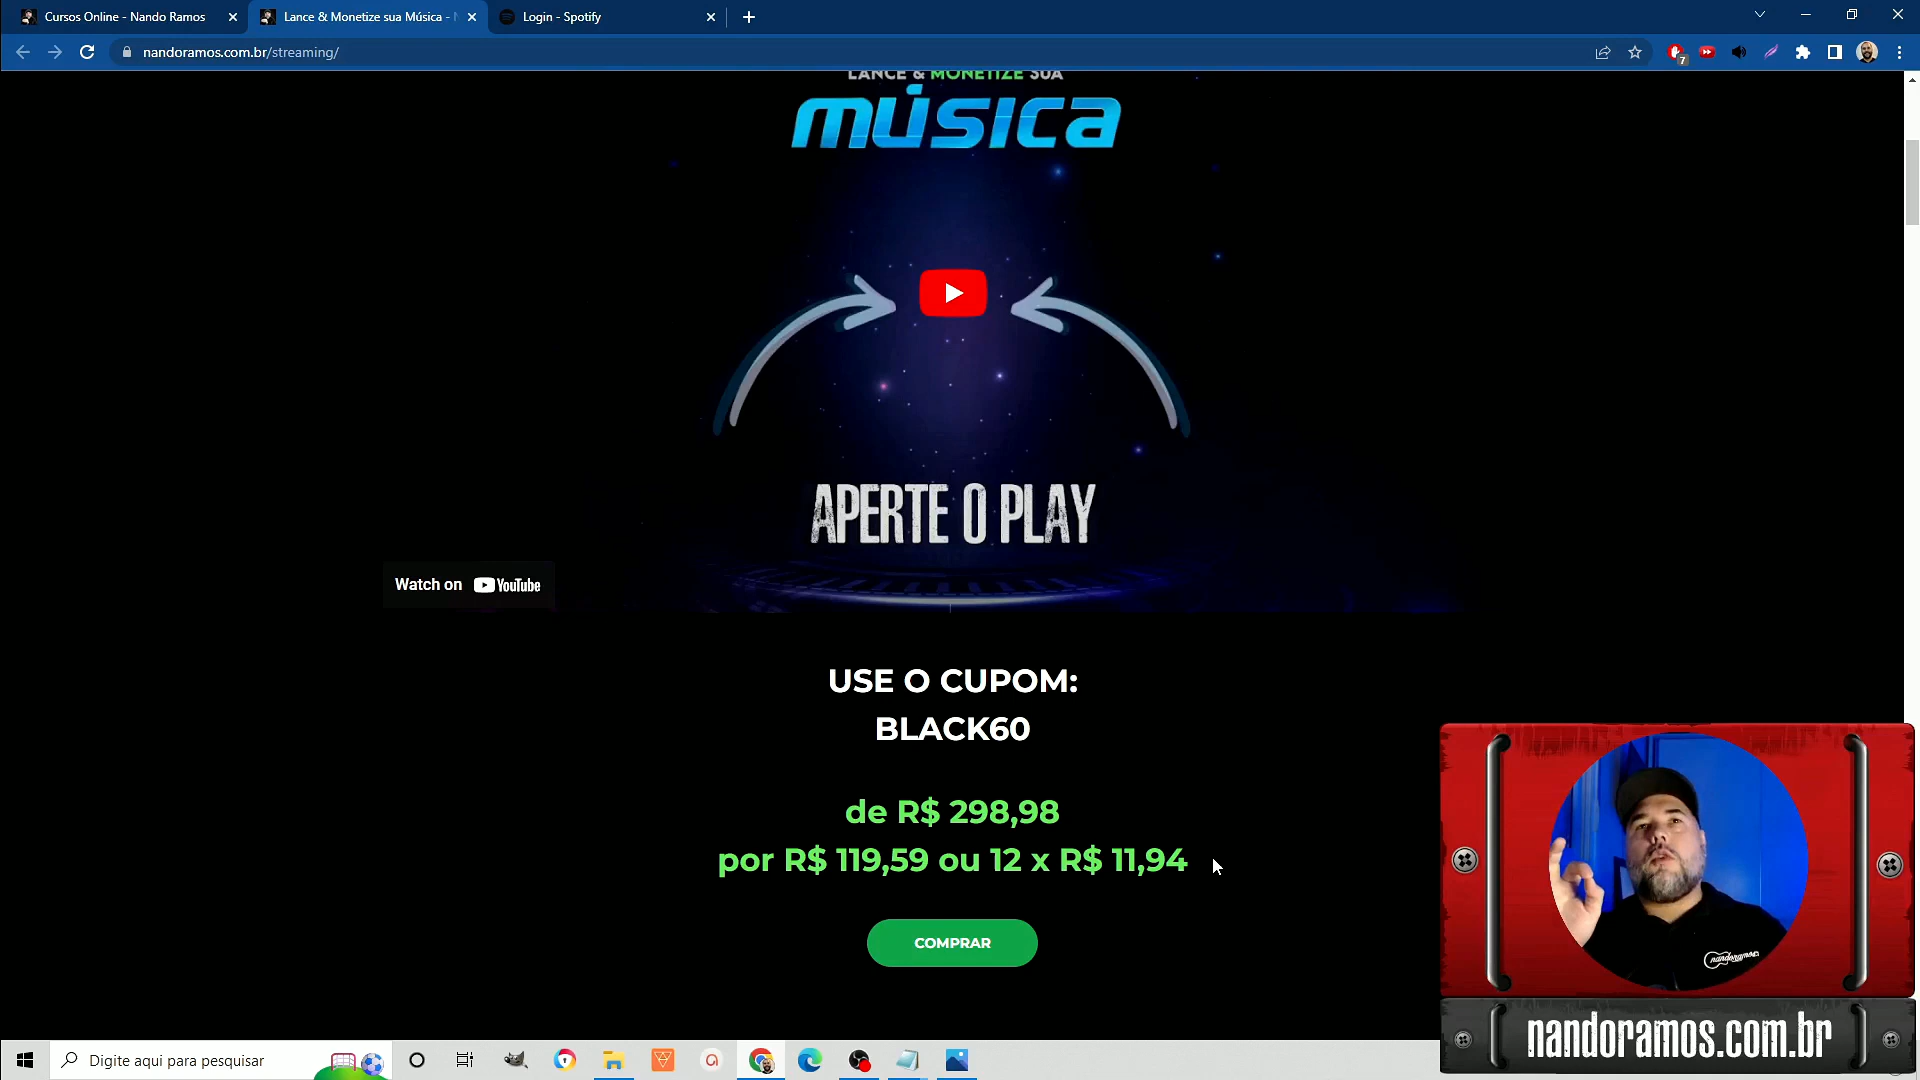 Cursos Online - Nando Ramos
Lance & Monetize sua Música - N
Login - Spotify
nandoramos.com.br/streaming/
7
LANCE & MONETIZE SUA
música
APERTE O PLAY
Watch on YouTube
USE O CUPOM:
BLACK60
de R$ 298,98
por R$ 119,59 ou 12 x R$ 11,94
COMPRAR
nandoramos
nandoramos.com.br
Digite aqui para pesquisar